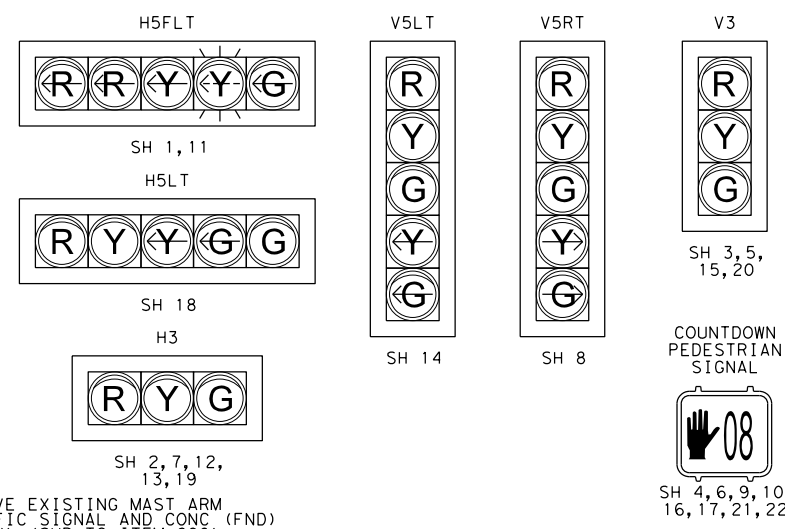 H5FLT
R R Y Y G
SH 1,11
H5LT
R Y Y G G
SH 18
H3
R Y G
SH 2,7,12,
13,19
V5LT
R
Y
G
Y
G
SH 14
V5RT
R
Y
G
Y
G
SH 8
V3
R
Y
G
SH 3,5,
15,20
COUNTDOWN
PEDESTRIAN
SIGNAL
08
SH 4,6,9,10
16,17,21,22
VE EXISTING MAST ARM
FIC SIGNAL AND CONC (FND)